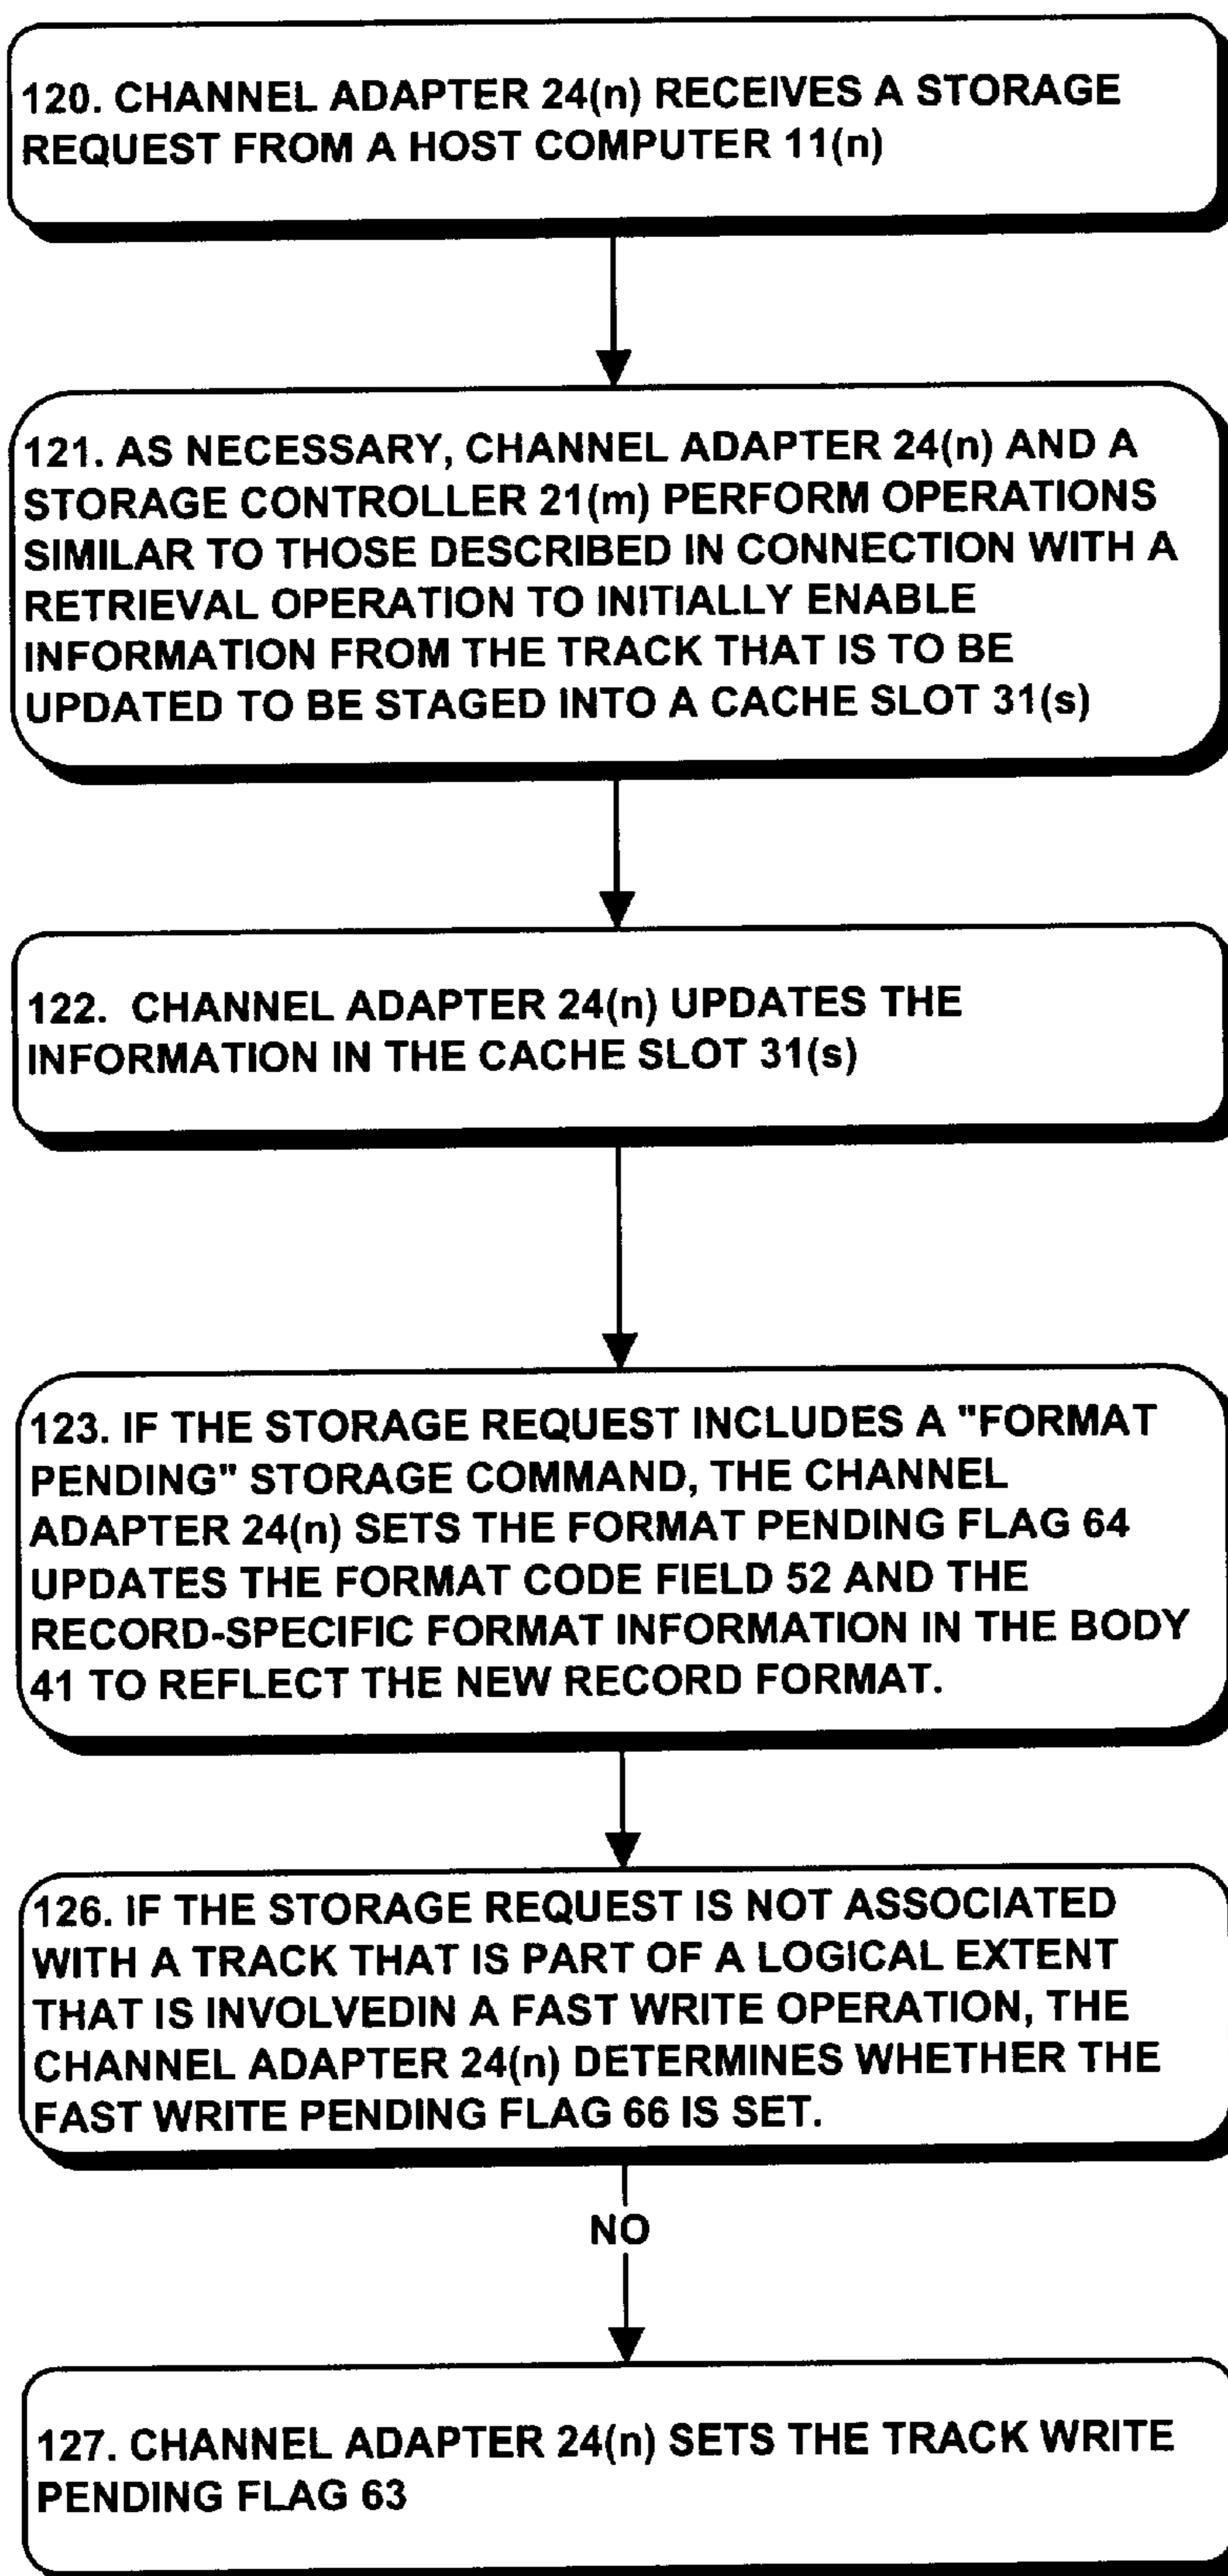 120. CHANNEL ADAPTER 24(n) RECEIVES A STORAGE
REQUEST FROM A HOST COMPUTER 11(n)
121. AS NECESSARY, CHANNEL ADAPTER 24(n) AND A
STORAGE CONTROLLER 21(m) PERFORM OPERATIONS
SIMILAR TO THOSE DESCRIBED IN CONNECTION WITH A
RETRIEVAL OPERATION TO INITIALLY ENABLE
INFORMATION FROM THE TRACK THAT IS TO BE
UPDATED TO BE STAGED INTO A CACHE SLOT 31(s)
122. CHANNEL ADAPTER 24(n) UPDATES THE
INFORMATION IN THE CACHE SLOT 31(s)
123. IF THE STORAGE REQUEST INCLUDES A "FORMAT
PENDING" STORAGE COMMAND, THE CHANNEL
ADAPTER 24(n) SETS THE FORMAT PENDING FLAG 64
UPDATES THE FORMAT CODE FIELD 52 AND THE
RECORD-SPECIFIC FORMAT INFORMATION IN THE BODY
41 TO REFLECT THE NEW RECORD FORMAT.
126. IF THE STORAGE REQUEST IS NOT ASSOCIATED
WITH A TRACK THAT IS PART OF A LOGICAL EXTENT
THAT IS INVOLVEDIN A FAST WRITE OPERATION, THE
CHANNEL ADAPTER 24(n) DETERMINES WHETHER THE
FAST WRITE PENDING FLAG 66 IS SET.
NO
127. CHANNEL ADAPTER 24(n) SETS THE TRACK WRITE
PENDING FLAG 63